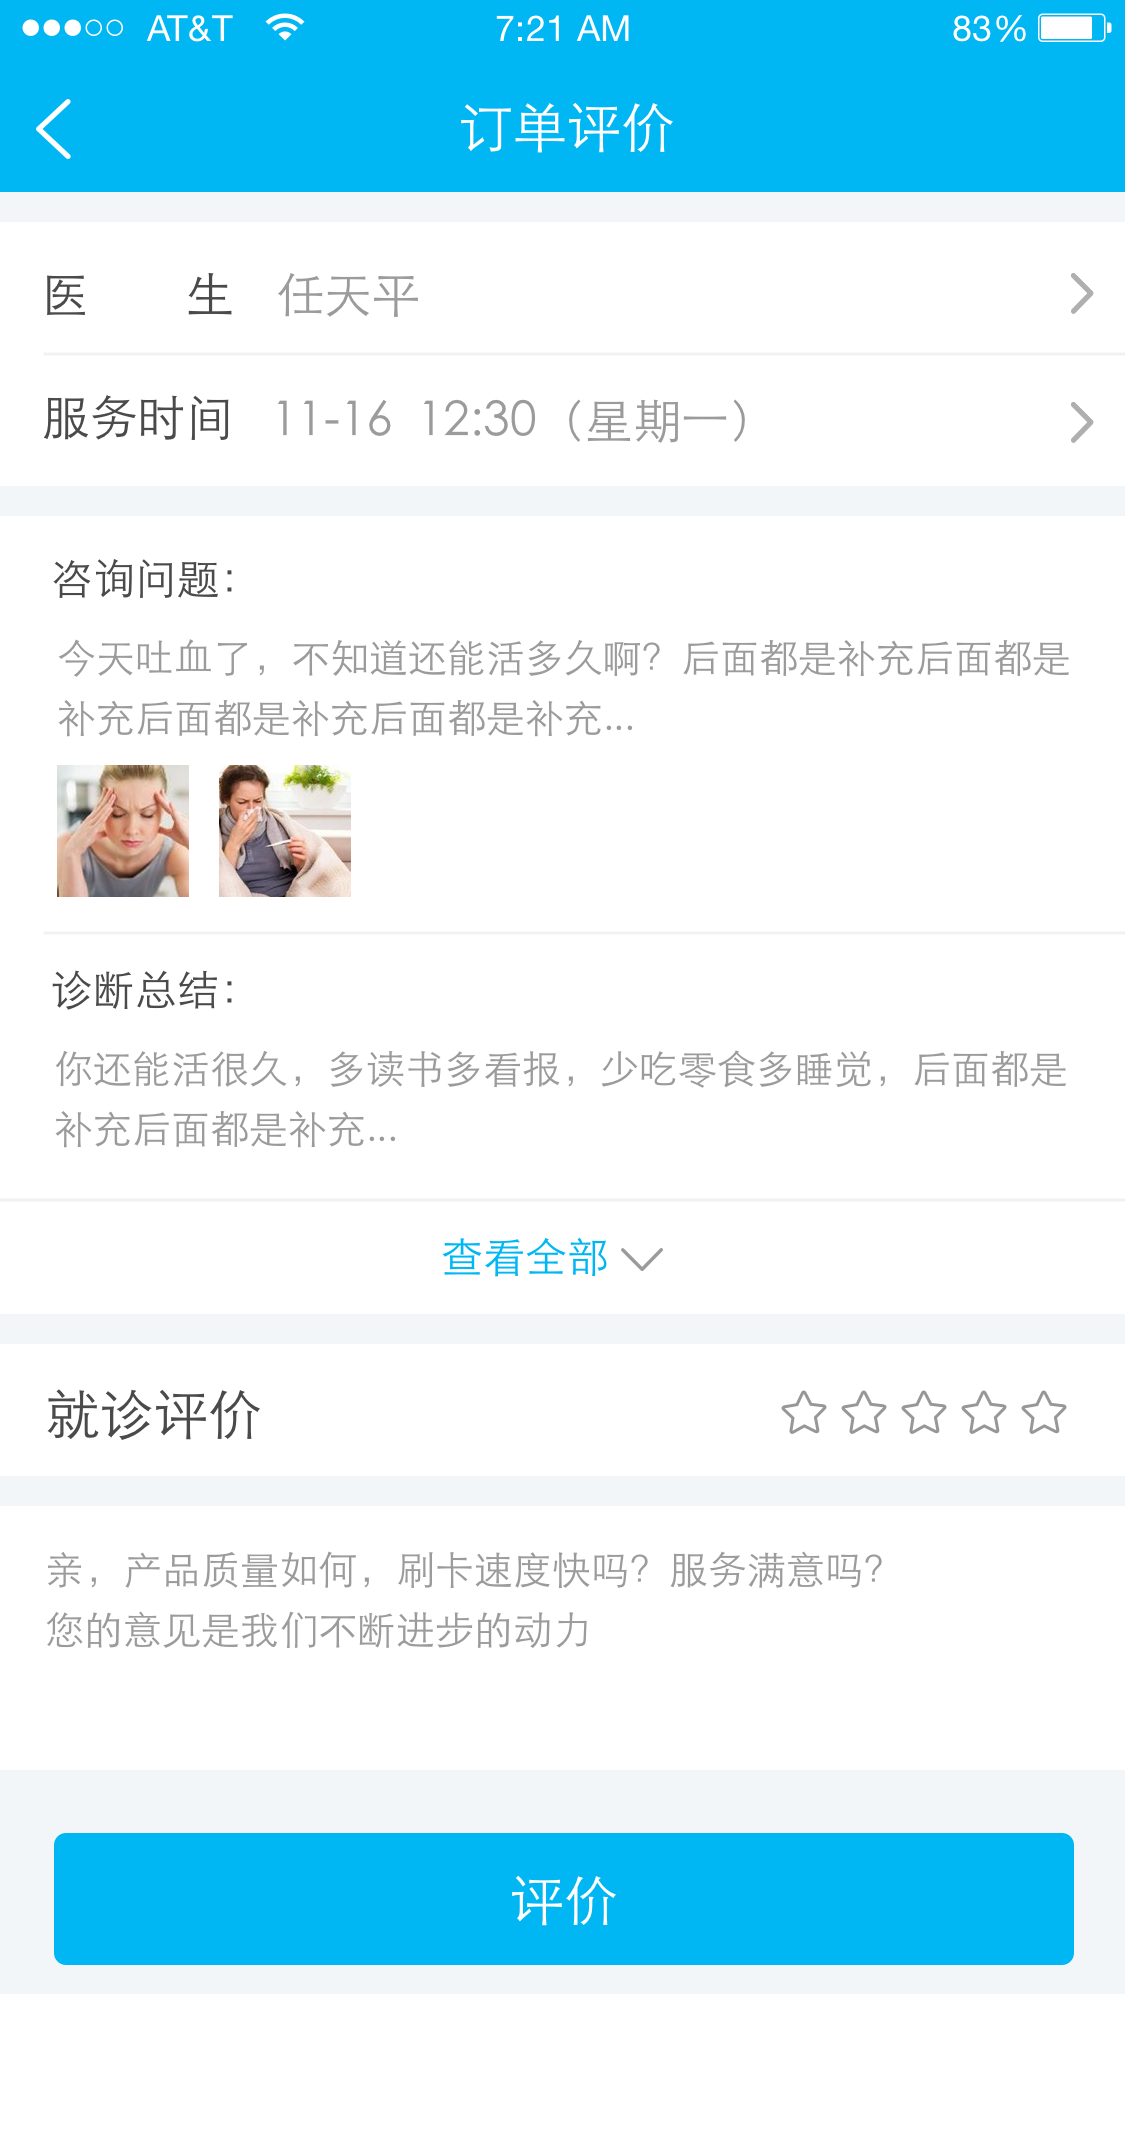 AT&T 7:21 AM 83%
订单评价
医 生 任天平
服务时间 11-16 12:30（星期一）
咨询问题：
今天吐血了，不知道还能活多久啊？后面都是补充后面都是
补充后面都是补充后面都是补充...
诊断总结：
你还能活很久，多读书多看报，少吃零食多睡觉，后面都是
补充后面都是补充...
查看全部
就诊评价
亲，产品质量如何，刷卡速度快吗？服务满意吗？
您的意见是我们不断进步的动力
评价